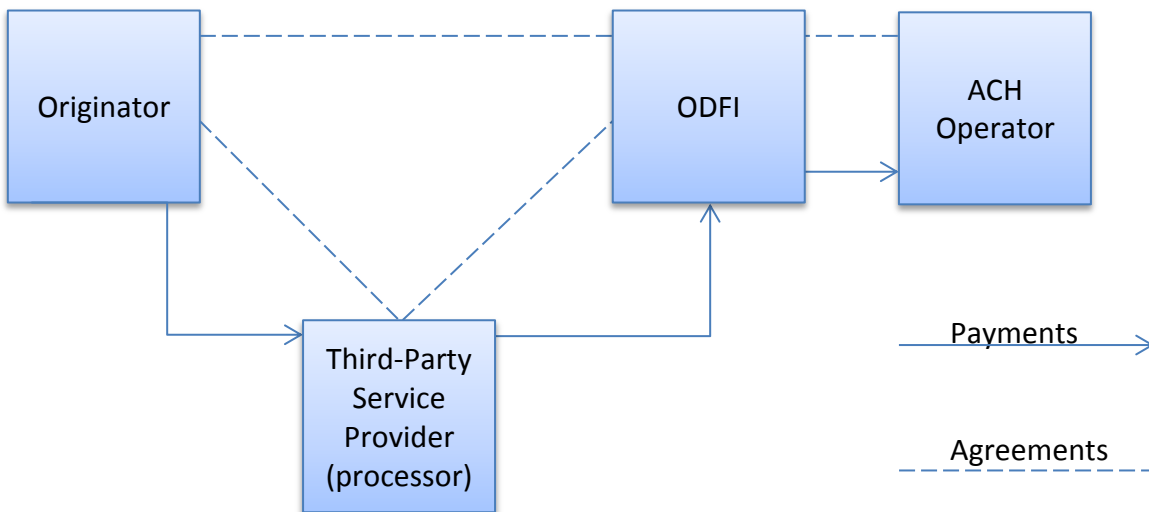 Originator
ODFI
ACH
Operator
Third-Party
Service
Provider
(processor)
Payments
Agreements